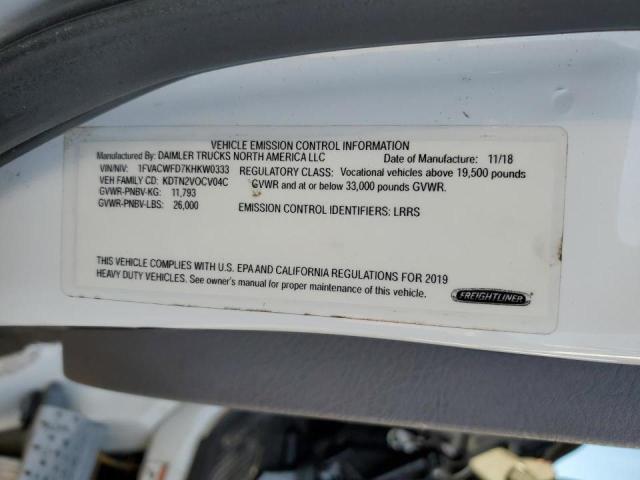 VEHICLE EMISSION CONTROL INFORMATION
Manufactured By: DAIMLER TRUCKS NORTH AMERICA LLC Date of Manufacture: 11/18
VIN/NIV: 1FVACWFD7KHKW0333 REGULATORY CLASS: Vocational vehicles above 19,500 pounds
VEH FAMILY CD: KDTN2VOCV04C GVWR and at or below 33,000 pounds GVWR.
GVWR-PNBV-KG: 11,793
GVWR-PNBV-LBS: 26,000 EMISSION CONTROL IDENTIFIERS: LRRS
THIS VEHICLE COMPLIES WITH U.S. EPA AND CALIFORNIA REGULATIONS FOR 2019
HEAVY DUTY VEHICLES. See owner's manual for proper maintenance of this vehicle.
FREIGHTLINER